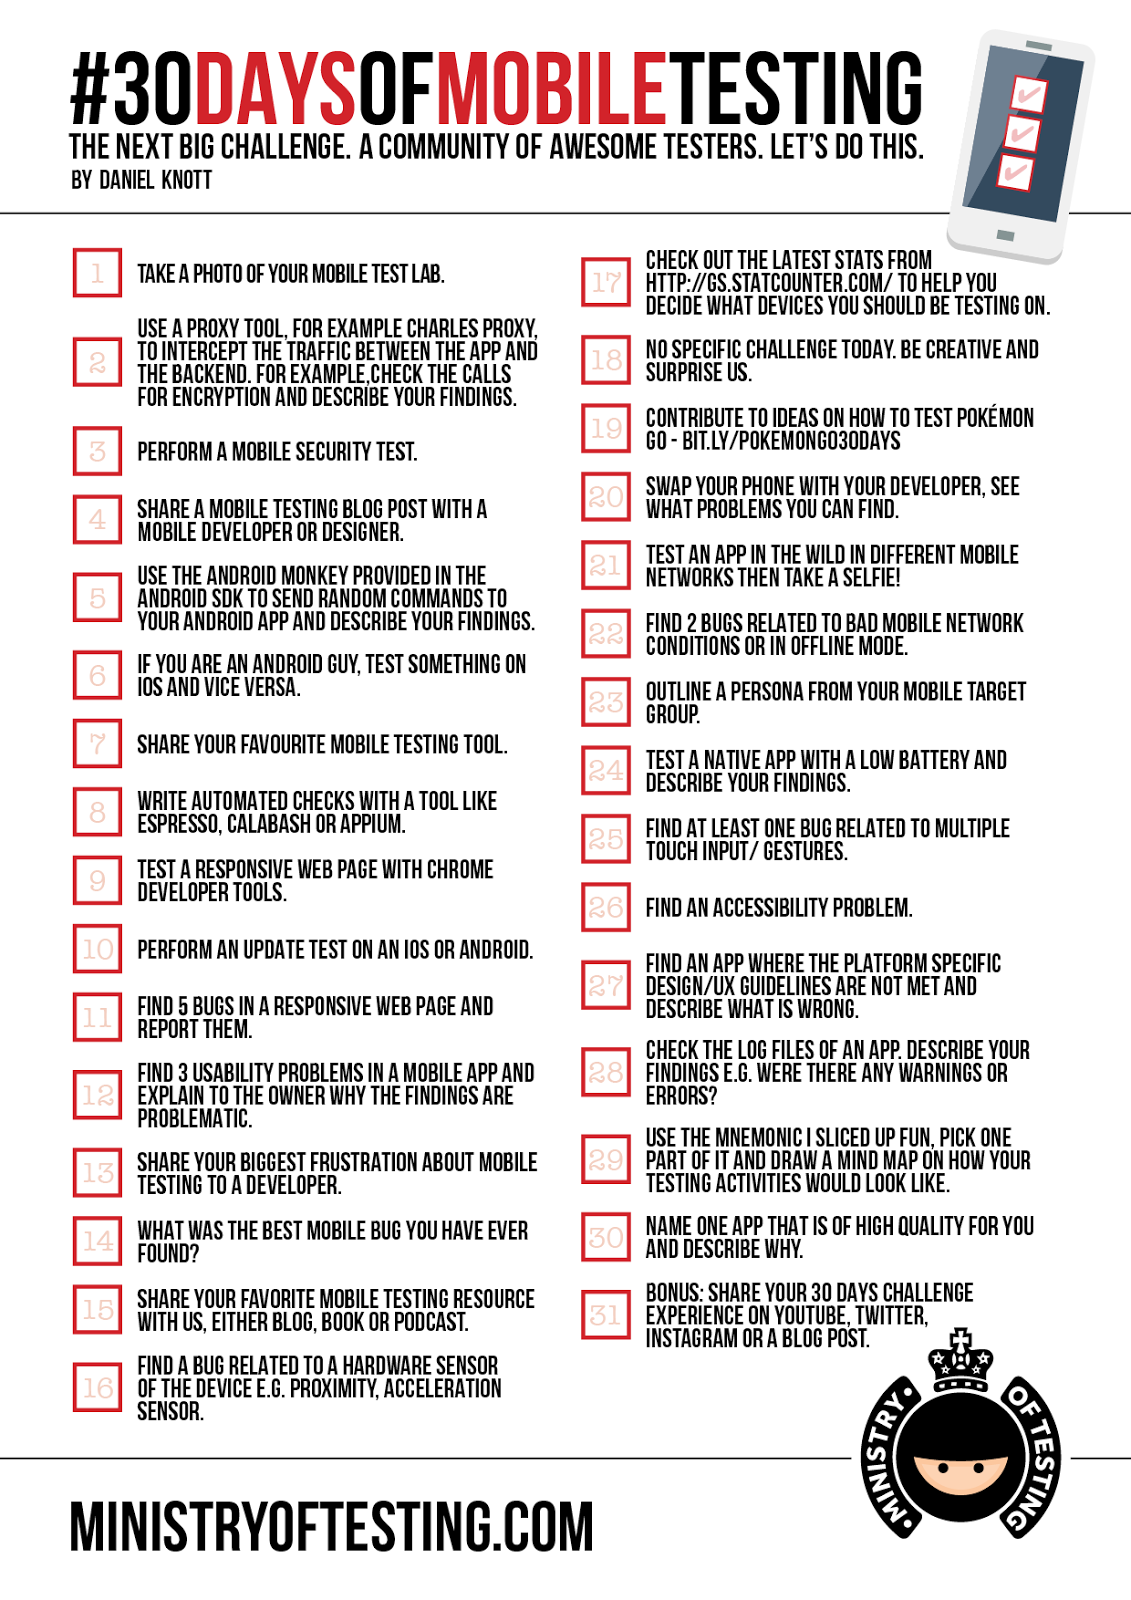 #30DAYSOFMOBILETESTING
THE NEXT BIG CHALLENGE. A COMMUNITY OF AWESOME TESTERS. LET'S DO THIS.
BY DANIEL KNOTT
1
TAKE A PHOTO OF YOUR MOBILE TEST LAB.
2
USE A PROXY TOOL, FOR EXAMPLE CHARLES PROXY,
TO INTERCEPT THE TRAFFIC BETWEEN THE APP AND
THE BACKEND. FOR EXAMPLE,CHECK THE CALLS
FOR ENCRYPTION AND DESCRIBE YOUR FINDINGS.
3
PERFORM A MOBILE SECURITY TEST.
4
SHARE A MOBILE TESTING BLOG POST WITH A
MOBILE DEVELOPER OR DESIGNER.
5
USE THE ANDROID MONKEY PROVIDED IN THE
ANDROID SDK TO SEND RANDOM COMMANDS TO
YOUR ANDROID APP AND DESCRIBE YOUR FINDINGS.
6
IF YOU ARE AN ANDROID GUY, TEST SOMETHING ON
IOS AND VICE VERSA.
7
SHARE YOUR FAVOURITE MOBILE TESTING TOOL.
8
WRITE AUTOMATED CHECKS WITH A TOOL LIKE
ESPRESSO, CALABASH OR APPIUM.
9
TEST A RESPONSIVE WEB PAGE WITH CHROME
DEVELOPER TOOLS.
10
PERFORM AN UPDATE TEST ON AN IOS OR ANDROID.
11
FIND 5 BUGS IN A RESPONSIVE WEB PAGE AND
REPORT THEM.
12
FIND 3 USABILITY PROBLEMS IN A MOBILE APP AND
EXPLAIN TO THE OWNER WHY THE FINDINGS ARE
PROBLEMATIC.
13
SHARE YOUR BIGGEST FRUSTRATION ABOUT MOBILE
TESTING TO A DEVELOPER.
14
WHAT WAS THE BEST MOBILE BUG YOU HAVE EVER
FOUND?
15
SHARE YOUR FAVORITE MOBILE TESTING RESOURCE
WITH US, EITHER BLOG, BOOK OR PODCAST.
16
FIND A BUG RELATED TO A HARDWARE SENSOR
OF THE DEVICE E.G. PROXIMITY, ACCELERATION
SENSOR.
17
CHECK OUT THE LATEST STATS FROM
HTTP://GS.STATCOUNTER.COM/ TO HELP YOU
DECIDE WHAT DEVICES YOU SHOULD BE TESTING ON.
18
NO SPECIFIC CHALLENGE TODAY. BE CREATIVE AND
SURPRISE US.
19
CONTRIBUTE TO IDEAS ON HOW TO TEST POKÉMON
GO - BIT.LY/POKEMONGO30DAYS
20
SWAP YOUR PHONE WITH YOUR DEVELOPER, SEE
WHAT PROBLEMS YOU CAN FIND.
21
TEST AN APP IN THE WILD IN DIFFERENT MOBILE
NETWORKS THEN TAKE A SELFIE!
22
FIND 2 BUGS RELATED TO BAD MOBILE NETWORK
CONDITIONS OR IN OFFLINE MODE.
23
OUTLINE A PERSONA FROM YOUR MOBILE TARGET
GROUP.
24
TEST A NATIVE APP WITH A LOW BATTERY AND
DESCRIBE YOUR FINDINGS.
25
FIND AT LEAST ONE BUG RELATED TO MULTIPLE
TOUCH INPUT/ GESTURES.
26
FIND AN ACCESSIBILITY PROBLEM.
27
FIND AN APP WHERE THE PLATFORM SPECIFIC
DESIGN/UX GUIDELINES ARE NOT MET AND
DESCRIBE WHAT IS WRONG.
28
CHECK THE LOG FILES OF AN APP. DESCRIBE YOUR
FINDINGS E.G. WERE THERE ANY WARNINGS OR
ERRORS?
29
USE THE MNEMONIC I SLICED UP FUN, PICK ONE
PART OF IT AND DRAW A MIND MAP ON HOW YOUR
TESTING ACTIVITIES WOULD LOOK LIKE.
30
NAME ONE APP THAT IS OF HIGH QUALITY FOR YOU
AND DESCRIBE WHY.
31
BONUS: SHARE YOUR 30 DAYS CHALLENGE
EXPERIENCE ON YOUTUBE, TWITTER,
INSTAGRAM OR A BLOG POST.
MINISTRY OF TESTING
MINISTRYOFTESTING.COM